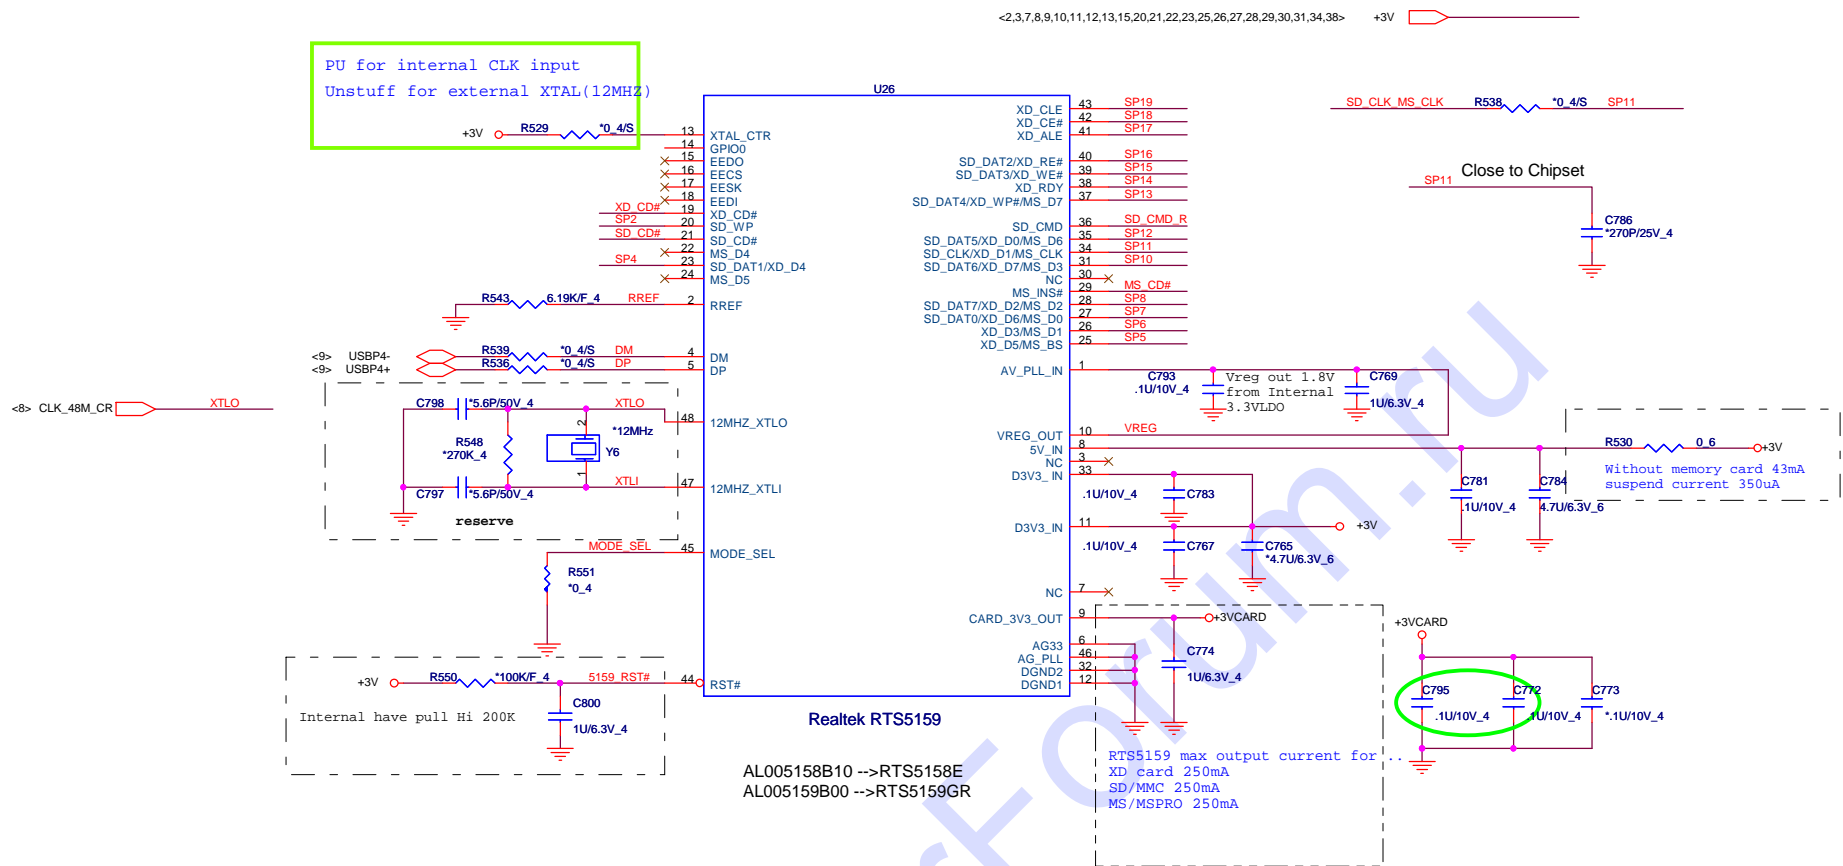 <2,3,7,8,9,10,11,12,13,15,20,21,22,23,25,26,27,28,29,30,31,34,38> +3V
PU for internal CLK input
Unstuff for external XTAL(12MHZ)
+3V R529 *0_4/S
U26
13 XTAL_CTR
14 GPIO0
15 EEDO
16 EECS
17 EESK
18 EEDI
XD_CD# 19 XD_CD#
SP2 20 SD_WP
SD_CD# 21 SD_CD#
22 MS_D4
SP4 23 SD_DAT1/XD_D4
24 MS_D5
R543 6.19K/F_4 RREF 2 RREF
<9> USBP4- R539 *0_4/S DM 4 DM
<9> USBP4+ R536 *0_4/S DP 5 DP
<8> CLK_48M_CR XTLO
C798 *5.6P/50V_4 XTLO
48 12MHZ_XTLO
R548
*270K_4
2
*12MHz
Y6
1
C797 *5.6P/50V_4 XTLI 47 12MHZ_XTLI
reserve
MODE_SEL 45 MODE_SEL
R551
*0_4
+3V R550 *100K/F_4 5159_RST# 44 RST#
Internal have pull Hi 200K
C800
1U/6.3V_4
XD_CLE 43 SP19
XD_CE# 42 SP18
XD_ALE 41 SP17
SD_DAT2/XD_RE# 40 SP16
SD_DAT3/XD_WE# 39 SP15
XD_RDY 38 SP14
SD_DAT4/XD_WP#/MS_D7 37 SP13
SD_CMD 36 SD_CMD_R
SD_DAT5/XD_D0/MS_D6 35 SP12
SD_CLK/XD_D1/MS_CLK 34 SP11
SD_DAT6/XD_D7/MS_D3 31 SP10
NC 30
MS_INS# 29 MS_CD#
SD_DAT7/XD_D2/MS_D2 28 SP8
SD_DAT0/XD_D6/MS_D0 27 SP7
XD_D3/MS_D1 26 SP6
XD_D5/MS_BS 25 SP5
AV_PLL_IN 1
C793
.1U/10V_4
Vreg out 1.8V
from Internal
3.3VLDO
C769
1U/6.3V_4
VREG_OUT 10 VREG
5V_IN 8
NC 3
D3V3_ IN 33
.1U/10V_4 C783
D3V3_IN 11 +3V
.1U/10V_4 C767
C765
*4.7U/6.3V_6
NC 7
CARD_3V3_OUT 9 +3VCARD
AG33 6
AG_PLL 46
DGND2 32
DGND1 12
C774
1U/6.3V_4
Realtek RTS5159
AL005158B10 -->RTS5158E
AL005159B00 -->RTS5159GR
RTS5159 max output current for ..
XD card 250mA
SD/MMC 250mA
MS/MSPRO 250mA
SD_CLK_MS_CLK R538 *0_4/S SP11
Close to Chipset
SP11
C786
*270P/25V_4
R530 0_6 +3V
Without memory card 43mA
suspend current 350uA
C781
.1U/10V_4
C784
4.7U/6.3V_6
+3VCARD
C795
.1U/10V_4
C772
.1U/10V_4
C773
*.1U/10V_4
rsForum.ru